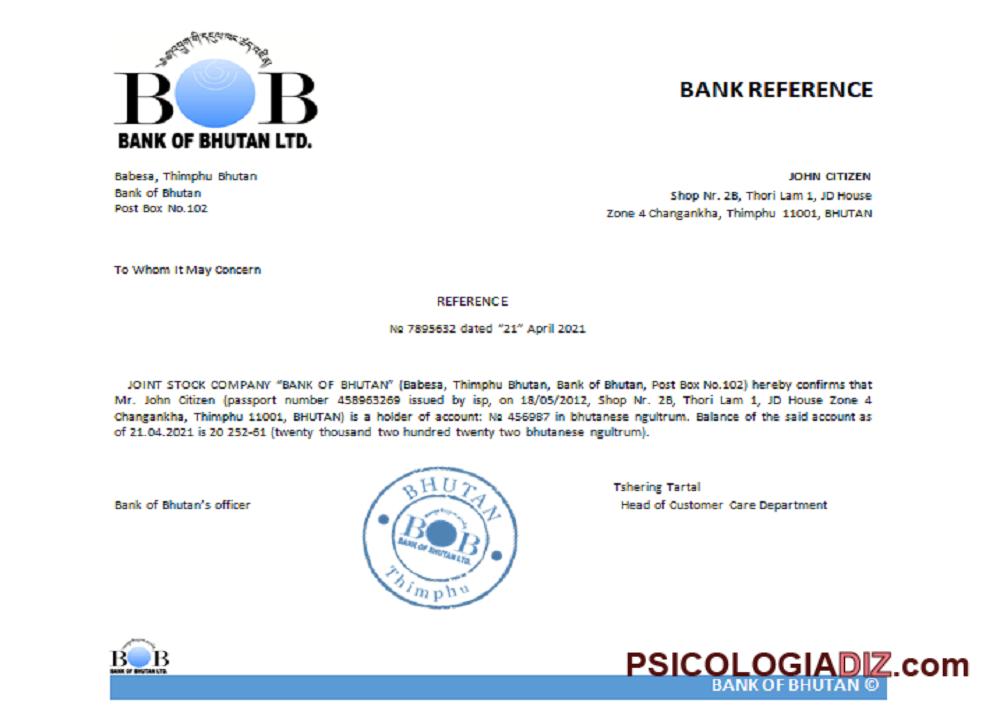 BOB
BANK OF BHUTAN LTD.
BANK REFERENCE
Babesa, Thimphu Bhutan
Bank of Bhutan
Post Box No.102
JOHN CITIZEN
Shop Nr. 2B, Thori Lam 1, JD House
Zone 4 Changankha, Thimphu 11001, BHUTAN
To Whom It May Concern
REFERENCE
№ 7895632 dated “21” April 2021
JOINT STOCK COMPANY “BANK OF BHUTAN” (Babesa, Thimphu Bhutan, Bank of Bhutan, Post Box No.102) hereby confirms that
Mr. John Citizen (passport number 458963269 issued by isp, on 18/05/2012, Shop Nr. 2B, Thori Lam 1, JD House Zone 4
Changankha, Thimphu 11001, BHUTAN) is a holder of account: № 456987 in bhutanese ngultrum. Balance of the said account as
of 21.04.2021 is 20 252-61 (twenty thousand two hundred twenty two bhutanese ngultrum).
Bank of Bhutan’s officer
Tshering Tartal
Head of Customer Care Department
BHUTAN
BOB
BANK OF BHUTAN LTD.
Thimphu
BOB
BANK OF BHUTAN LTD.
PSICOLOGIADIZ.com
BANK OF BHUTAN ©